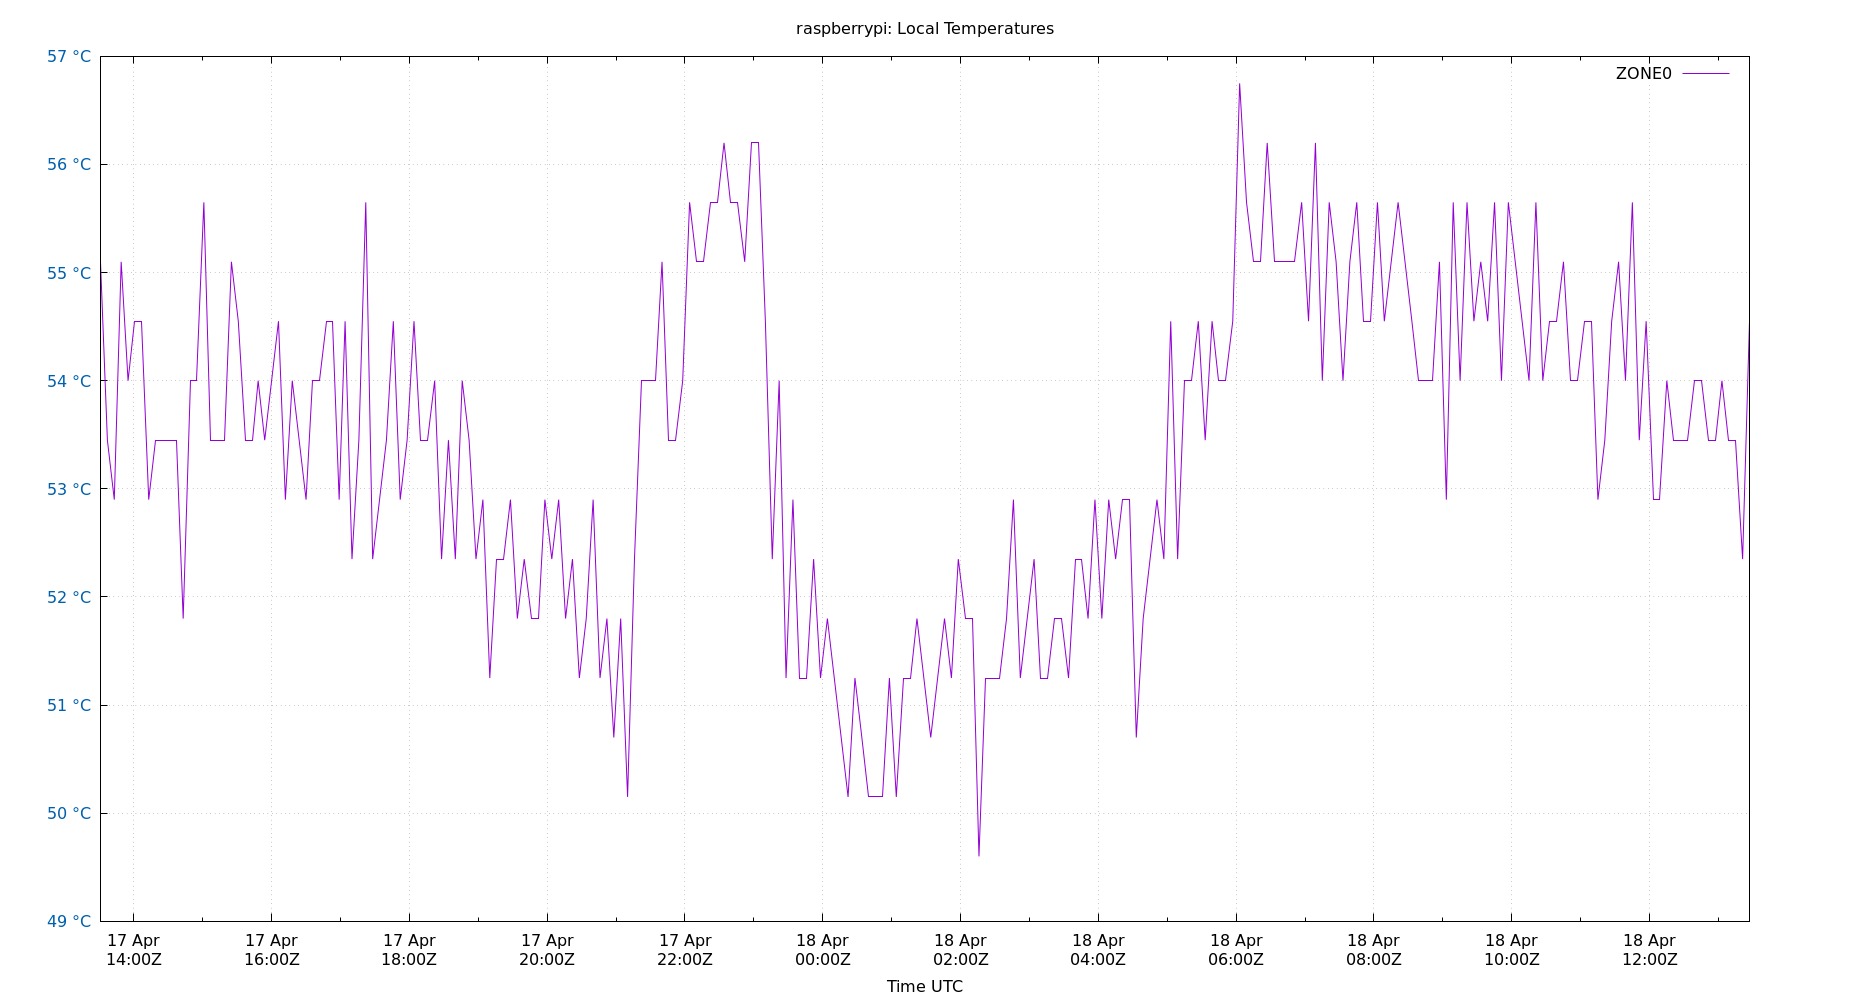 raspberrypi: Local Temperatures
57 °C
ZONE0
56 °C
55 °C
54 °C
53 °C
52 °C
51 °C
50 °C
49 °C
17 Apr 17 Apr 17 Apr 17 Apr 17 Apr 18 Apr 18 Apr 18 Apr 18 Apr 18 Apr 18 Apr 18 Apr
14:00Z 16:00Z 18:00Z 20:00Z 22:00Z 00:00Z 02:00Z 04:00Z 06:00Z 08:00Z 10:00Z 12:00Z
Time UTC